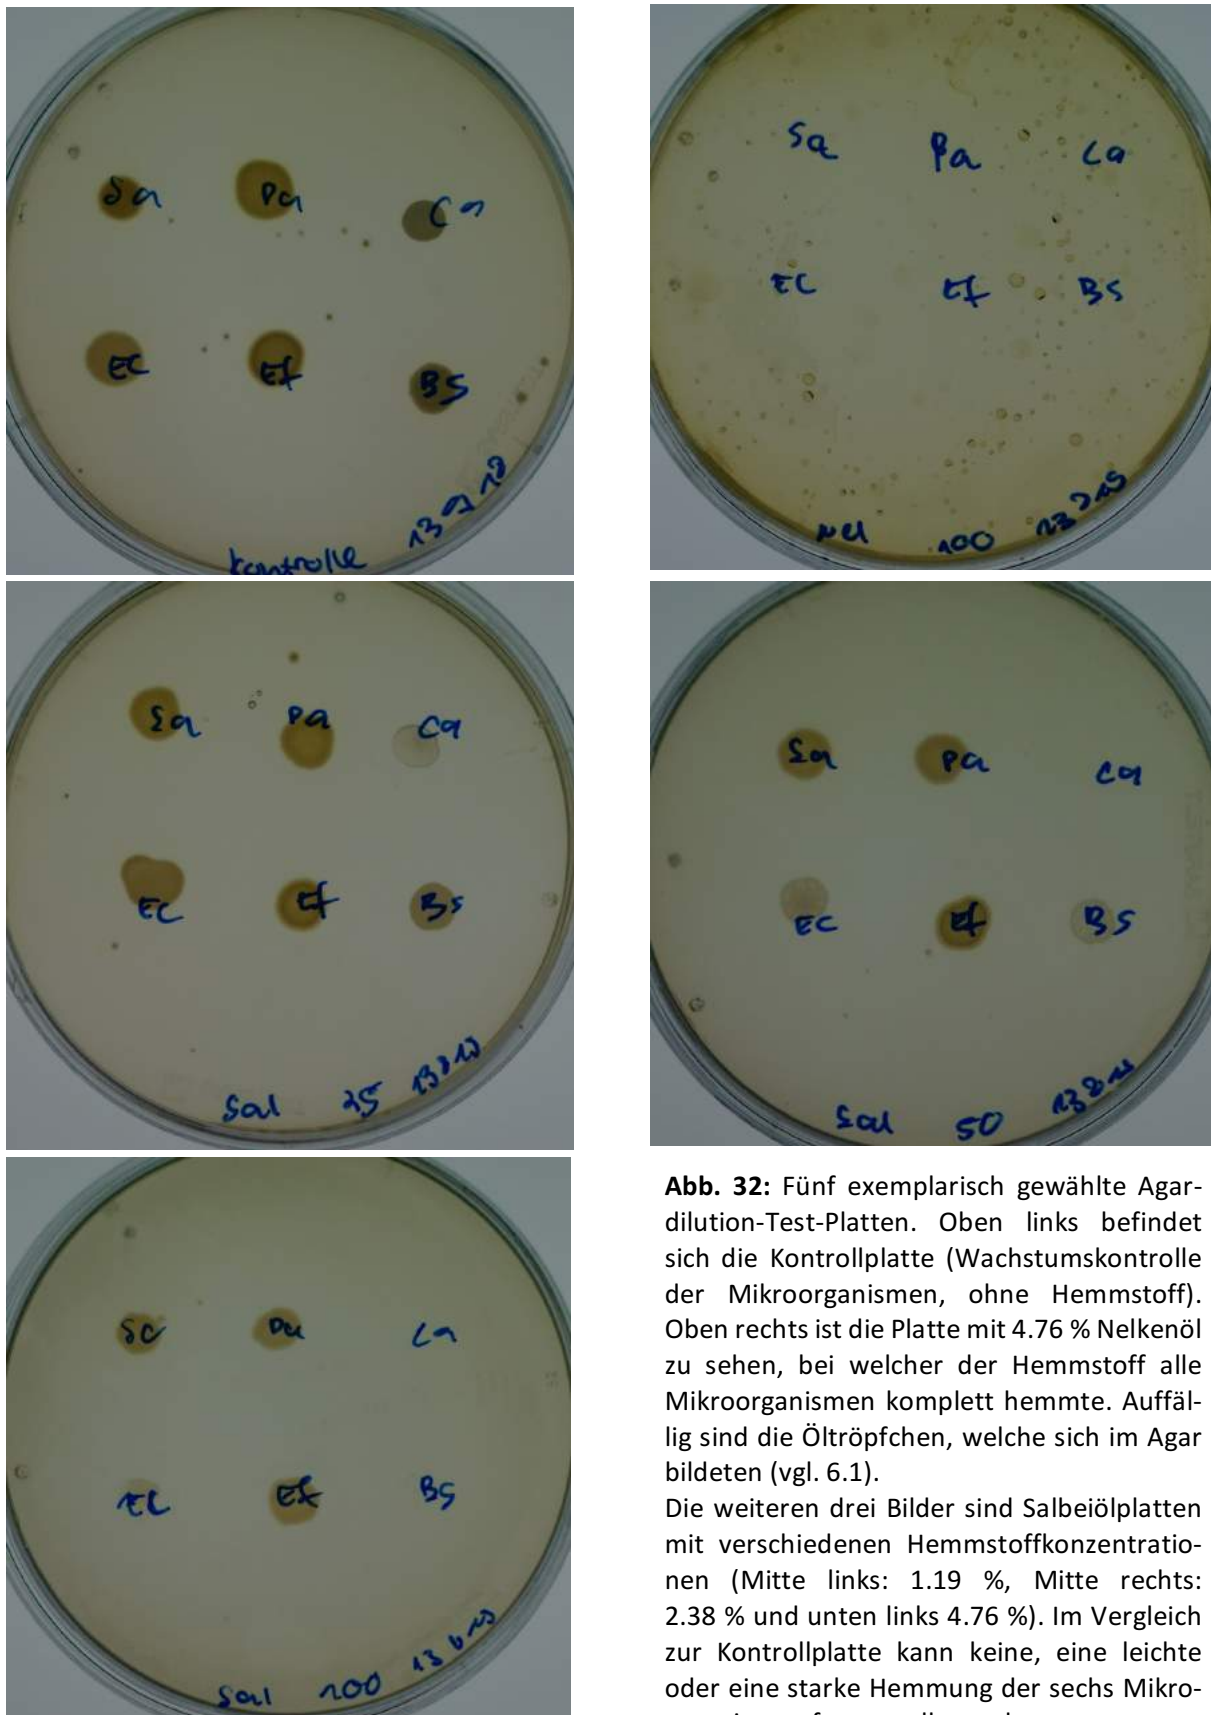 Sa Pa Ca
EC Ef BS
Kontrolle
Sa Pa Ca
EC Ef BS
Nel 100
Sa Pa Ca
EC Ef BS
Sal 25
Sa Pa Ca
EC Ef BS
Sal 50
Sa Pa Ca
EC Ef BS
Sal 100
Abb. 32: Fünf exemplarisch gewählte Agar-
dilution-Test-Platten. Oben links befindet
sich die Kontrollplatte (Wachstumskontrolle
der Mikroorganismen, ohne Hemmstoff).
Oben rechts ist die Platte mit 4.76 % Nelkenöl
zu sehen, bei welcher der Hemmstoff alle
Mikroorganismen komplett hemmte. Auffäl-
lig sind die Öltröpfchen, welche sich im Agar
bildeten (vgl. 6.1).
Die weiteren drei Bilder sind Salbeiölplatten
mit verschiedenen Hemmstoffkonzentratio-
nen (Mitte links: 1.19 %, Mitte rechts:
2.38 % und unten links 4.76 %). Im Vergleich
zur Kontrollplatte kann keine, eine leichte
oder eine starke Hemmung der sechs Mikro-